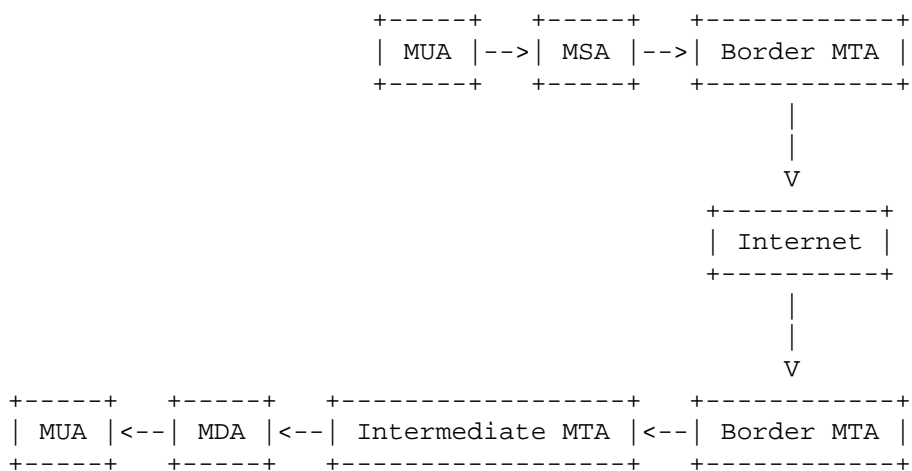 MUA --> MSA --> Border MTA
V
Internet
V
MUA <-- MDA <-- Intermediate MTA <-- Border MTA